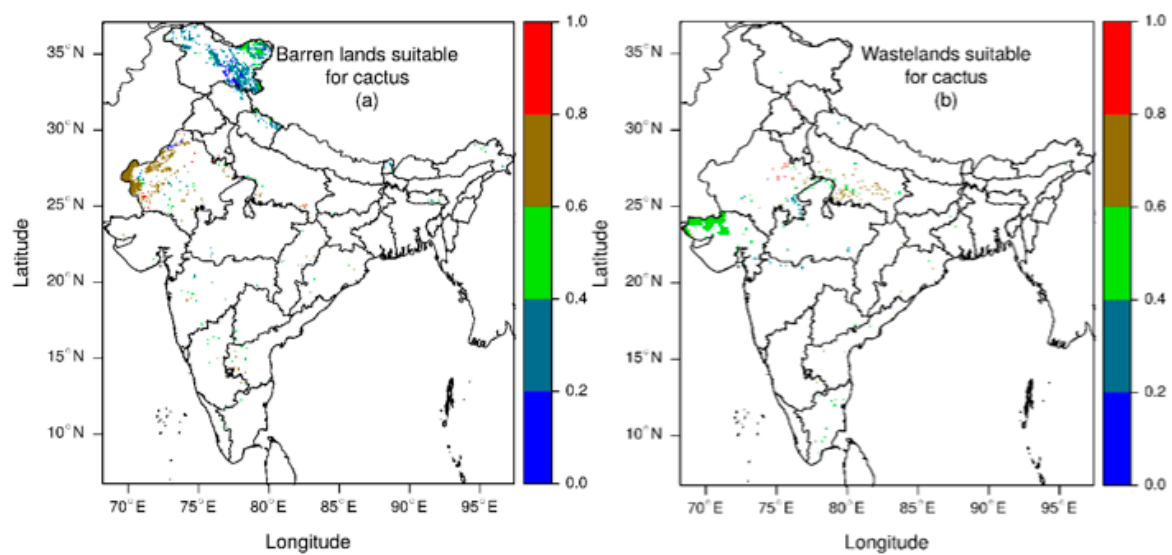 Barren lands suitable
for cactus
(a)
35°N
30°N
25°N
20°N
15°N
10°N
Latitude
70°E 75°E 80°E 85°E 90°E 95°E
Longitude
1.0
0.8
0.6
0.4
0.2
0.0
Wastelands suitable
for cactus
(b)
35°N
30°N
25°N
20°N
15°N
10°N
Latitude
70°E 75°E 80°E 85°E 90°E 95°E
Longitude
1.0
0.8
0.6
0.4
0.2
0.0